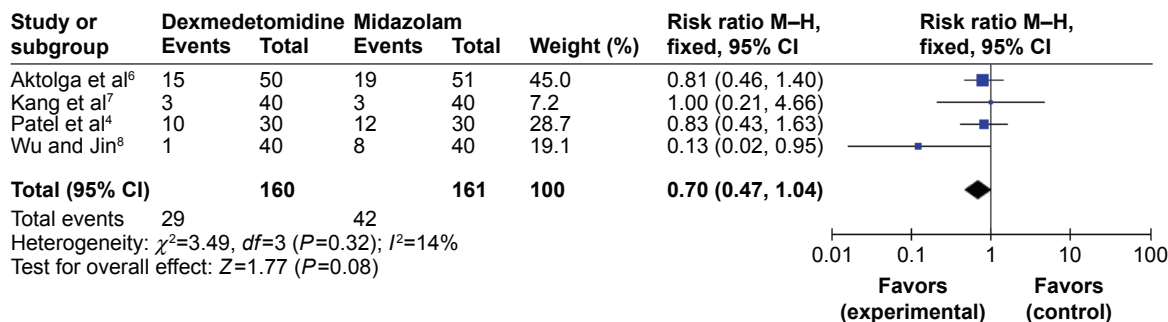 Study or Dexmedetomidine Midazolam Risk ratio M–H, Risk ratio M–H,
subgroup Events Total Events Total Weight (%) fixed, 95% CI fixed, 95% CI
Aktolga et al⁶ 15 50 19 51 45.0 0.81 (0.46, 1.40)
Kang et al⁷ 3 40 3 40 7.2 1.00 (0.21, 4.66)
Patel et al⁴ 10 30 12 30 28.7 0.83 (0.43, 1.63)
Wu and Jin⁸ 1 40 8 40 19.1 0.13 (0.02, 0.95)
Total (95% CI) 160 161 100 0.70 (0.47, 1.04)
Total events 29 42
Heterogeneity: χ²=3.49, df=3 (P=0.32); I²=14%
Test for overall effect: Z=1.77 (P=0.08)
0.01 0.1 1 10 100
Favors Favors
(experimental) (control)